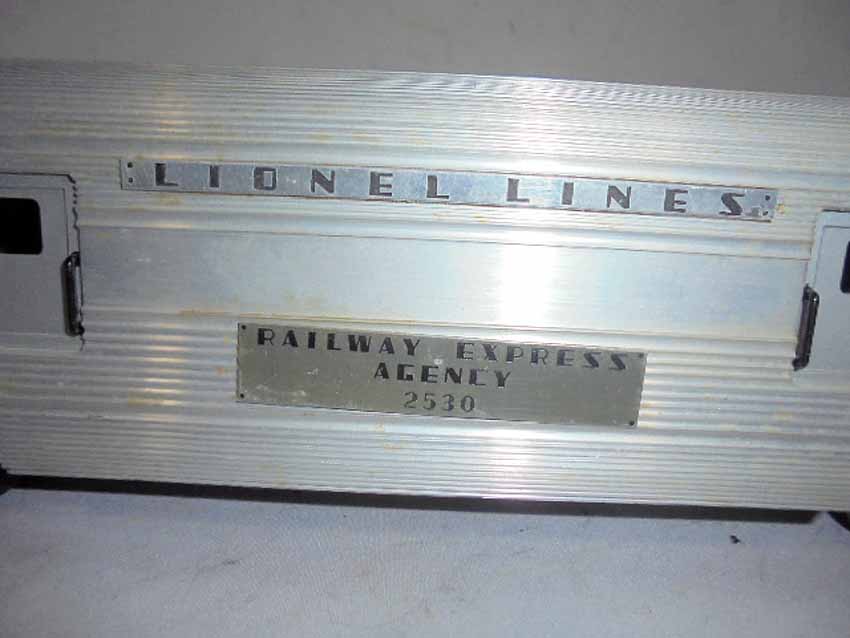 LIONEL LINES
RAILWAY EXPRESS
AGENCY
2530